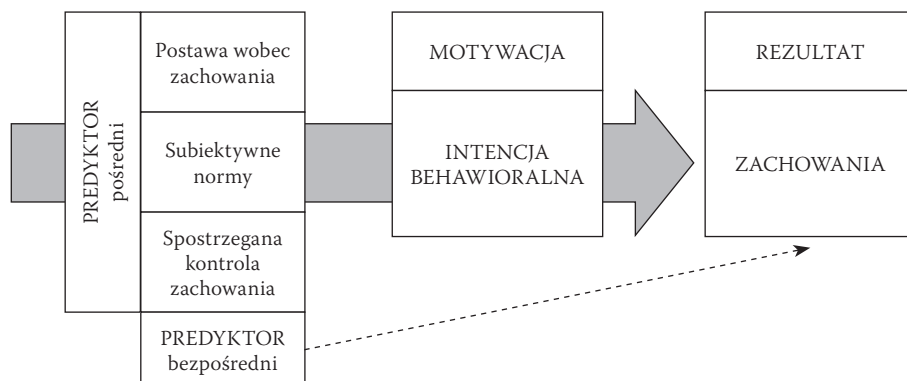 PREDYKTOR
pośredni
Postawa wobec
zachowania
Subiektywne
normy
Spostrzegana
kontrola
zachowania
PREDYKTOR
bezpośredni
MOTYWACJA
INTENCJA
BEHAWIORALNA
REZULTAT
ZACHOWANIA